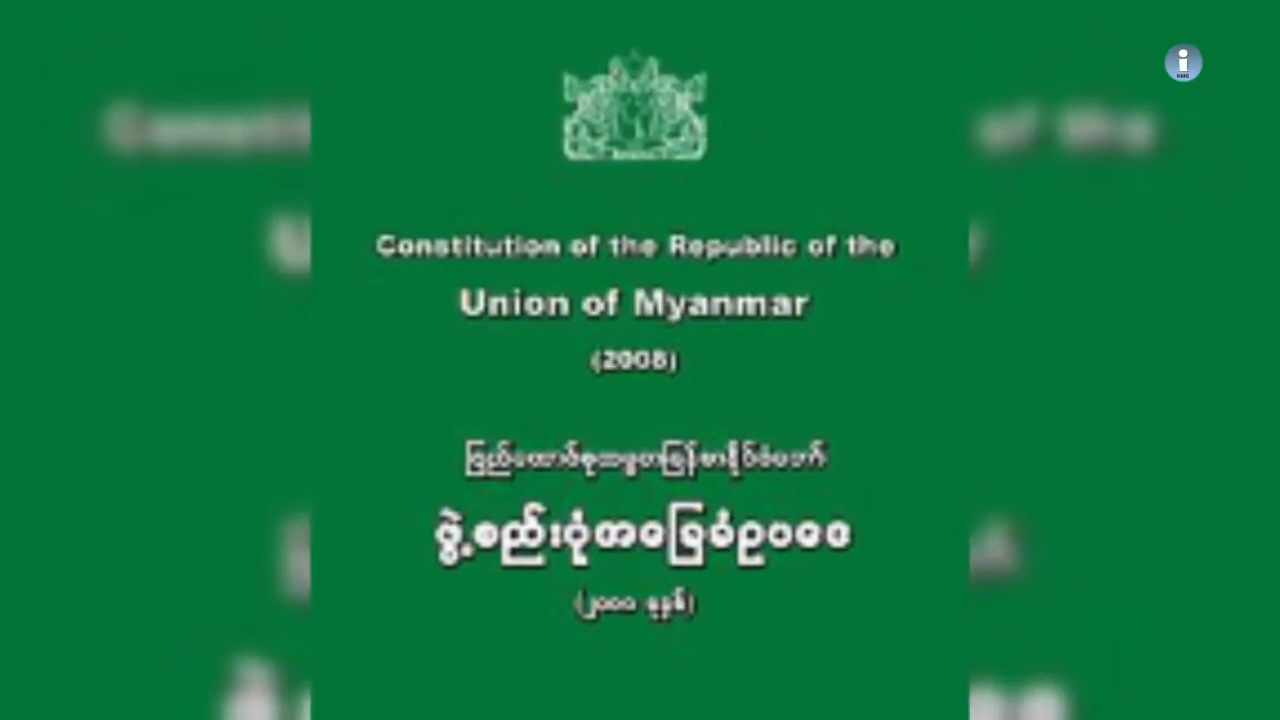 Constitution of the Republic of the
Union of Myanmar
(2008)
ပြည်ထောင်စုသမ္မတမြန်မာနိုင်ငံတော်
ဖွဲ့စည်းပုံအခြေခံဥပဒေ
(၂၀၀၈ ခုနှစ်)